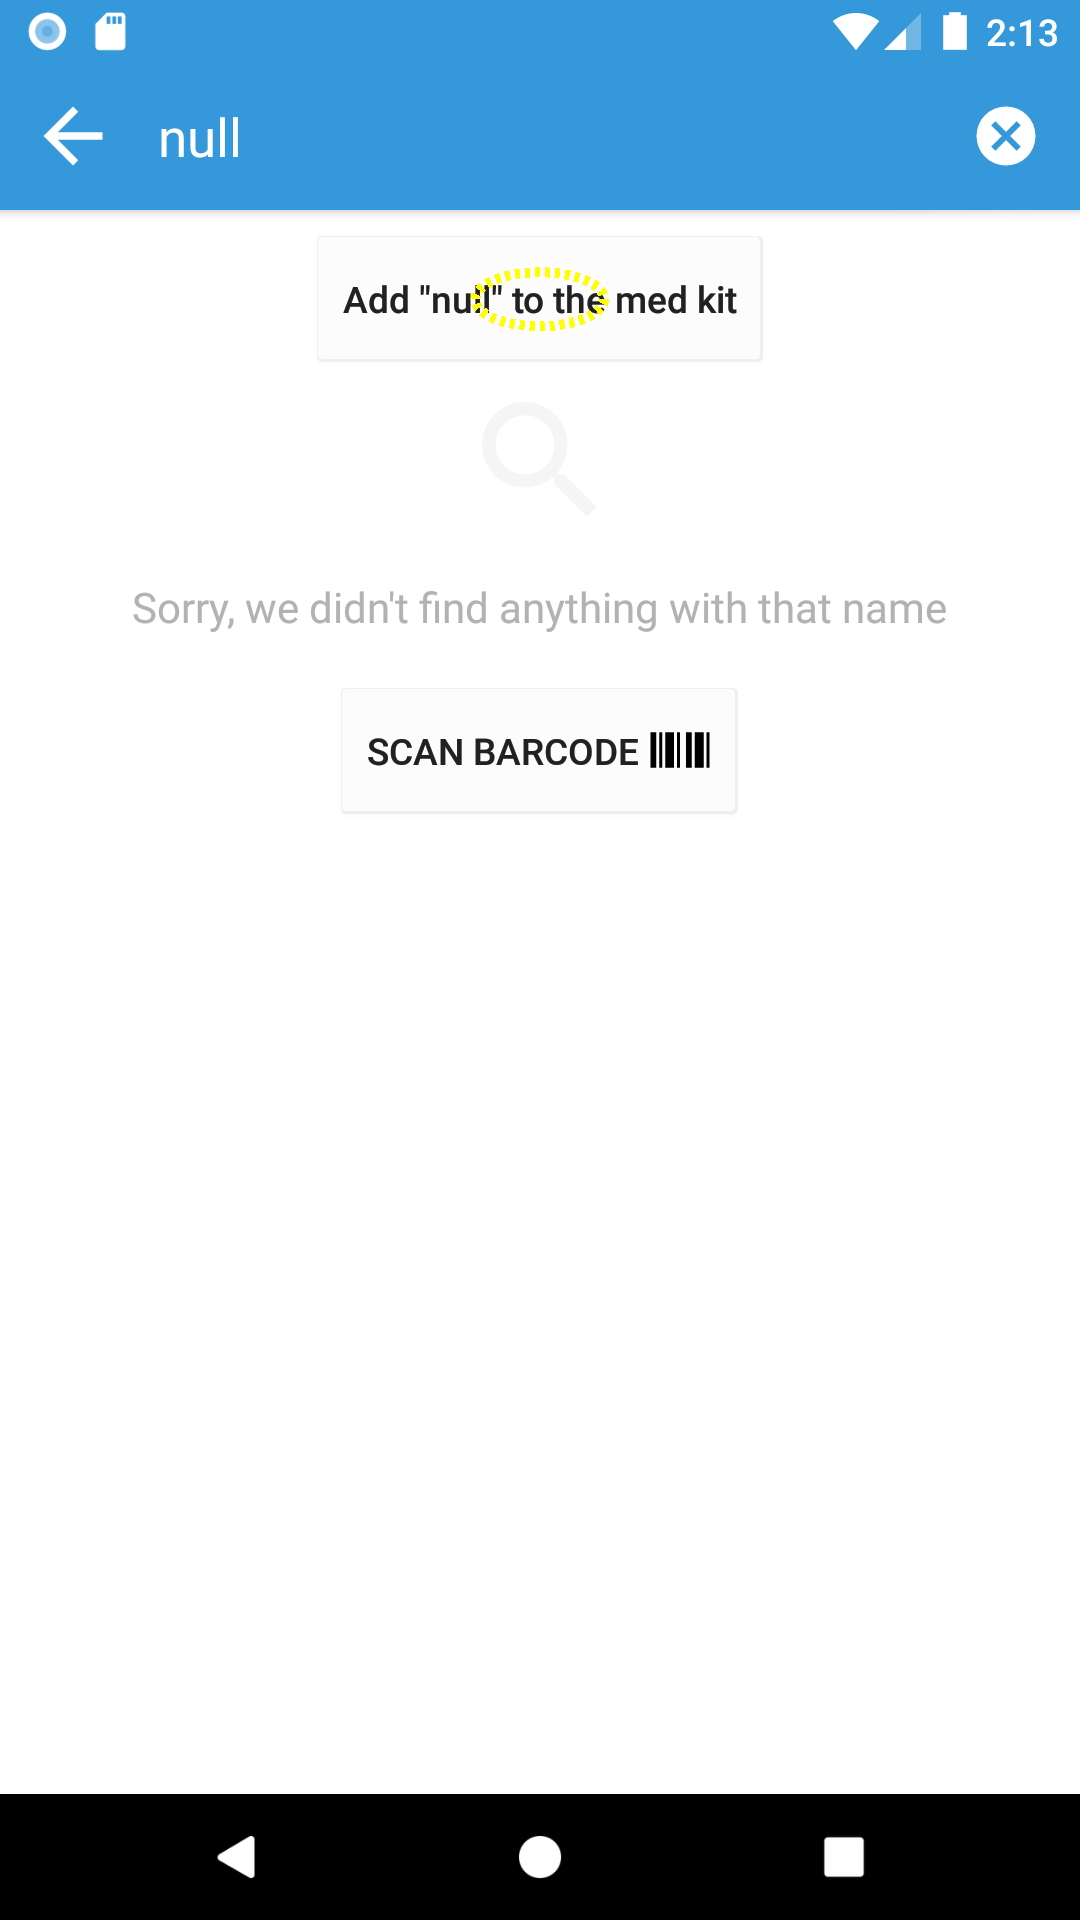 2:13
null
Add "null" to the med kit
Sorry, we didn't find anything with that name
SCAN BARCODE